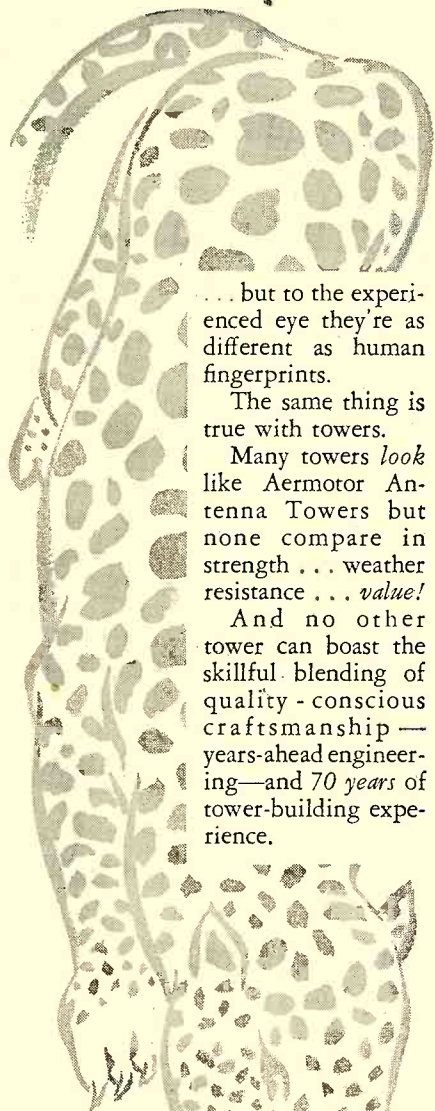 . . . but to the experi-
enced eye they're as
different as human
fingerprints.
The same thing is
true with towers.
Many towers look
like Aermotor An-
tenna Towers but
none compare in
strength . . . weather
resistance . . . value!
And no other
tower can boast the
skillful blending of
quality - conscious
craftsmanship —
years-ahead engineer-
ing—and 70 years of
tower-building expe-
rience.